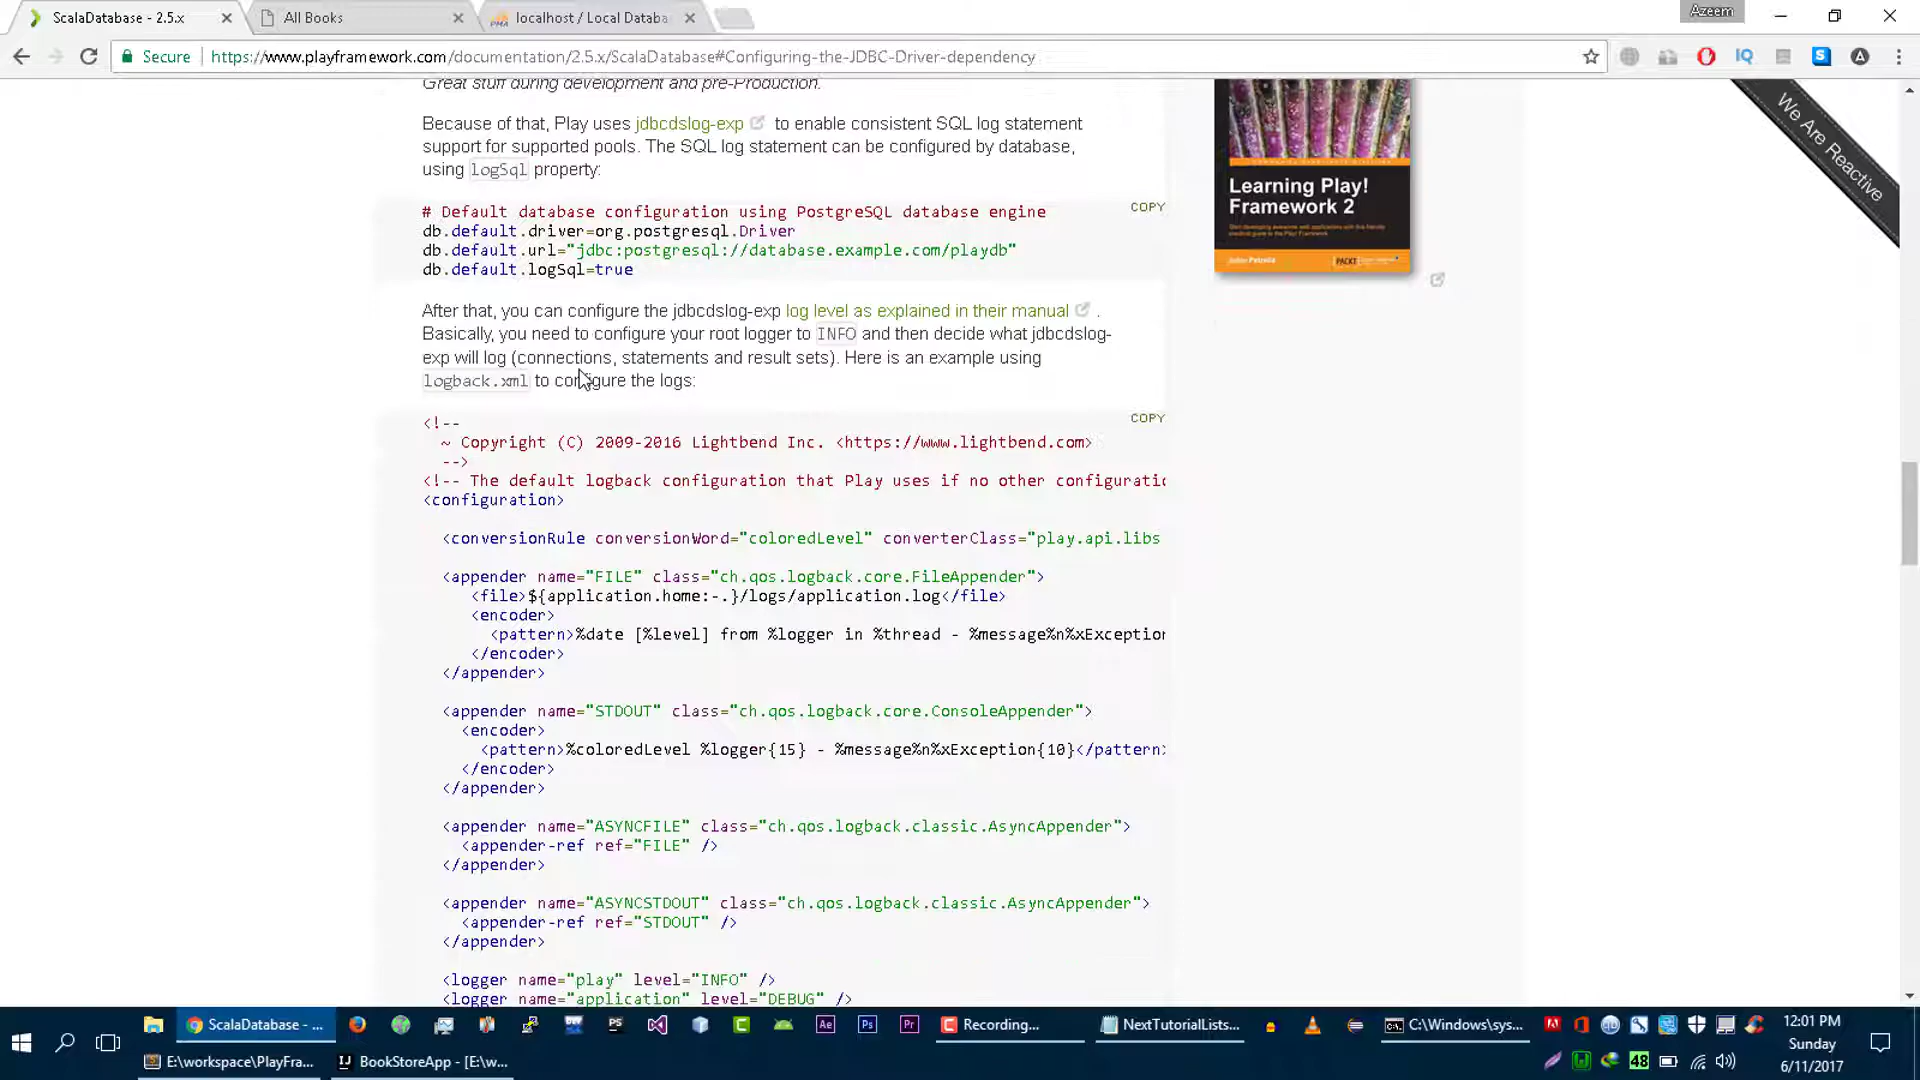 ScalaDatabase - 2.5.x
All Books
localhost / Local Databa
Azeem
Secure
https://www.playframework.com/documentation/2.5.x/ScalaDatabase#Configuring-the-JDBC-Driver-dependency
Great stuff during development and pre-Production.
Because of that, Play uses jdbcdslog-exp to enable consistent SQL log statement
support for supported pools. The SQL log statement can be configured by database,
using logSql property:
COPY
# Default database configuration using PostgreSQL database engine
db.default.driver=org.postgresql.Driver
db.default.url="jdbc:postgresql://database.example.com/playdb"
db.default.logSql=true
After that, you can configure the jdbcdslog-exp log level as explained in their manual .
Basically, you need to configure your root logger to INFO and then decide what jdbcdslog-
exp will log (connections, statements and result sets). Here is an example using
logback.xml to configure the logs:
COPY
<!--
~ Copyright (C) 2009-2016 Lightbend Inc. <https://www.lightbend.com>
-->
<!-- The default logback configuration that Play uses if no other configuratio
<configuration>
<conversionRule conversionWord="coloredLevel" converterClass="play.api.libs
<appender name="FILE" class="ch.qos.logback.core.FileAppender">
<file>${application.home:-.}/logs/application.log</file>
<encoder>
<pattern>%date [%level] from %logger in %thread - %message%n%xException
</encoder>
</appender>
<appender name="STDOUT" class="ch.qos.logback.core.ConsoleAppender">
<encoder>
<pattern>%coloredLevel %logger{15} - %message%n%xException{10}</pattern>
</encoder>
</appender>
<appender name="ASYNCFILE" class="ch.qos.logback.classic.AsyncAppender">
<appender-ref ref="FILE" />
</appender>
<appender name="ASYNCSTDOUT" class="ch.qos.logback.classic.AsyncAppender">
<appender-ref ref="STDOUT" />
</appender>
<logger name="play" level="INFO" />
<logger name="application" level="DEBUG" />
Learning Play!
Framework 2
PACKT
We Are Reactive
ScalaDatabase - ...
Recording...
NextTutorialLists...
C:\Windows\sys...
E:\workspace\PlayFra...
BookStoreApp - [E:\w...
48
12:01 PM
Sunday
6/11/2017